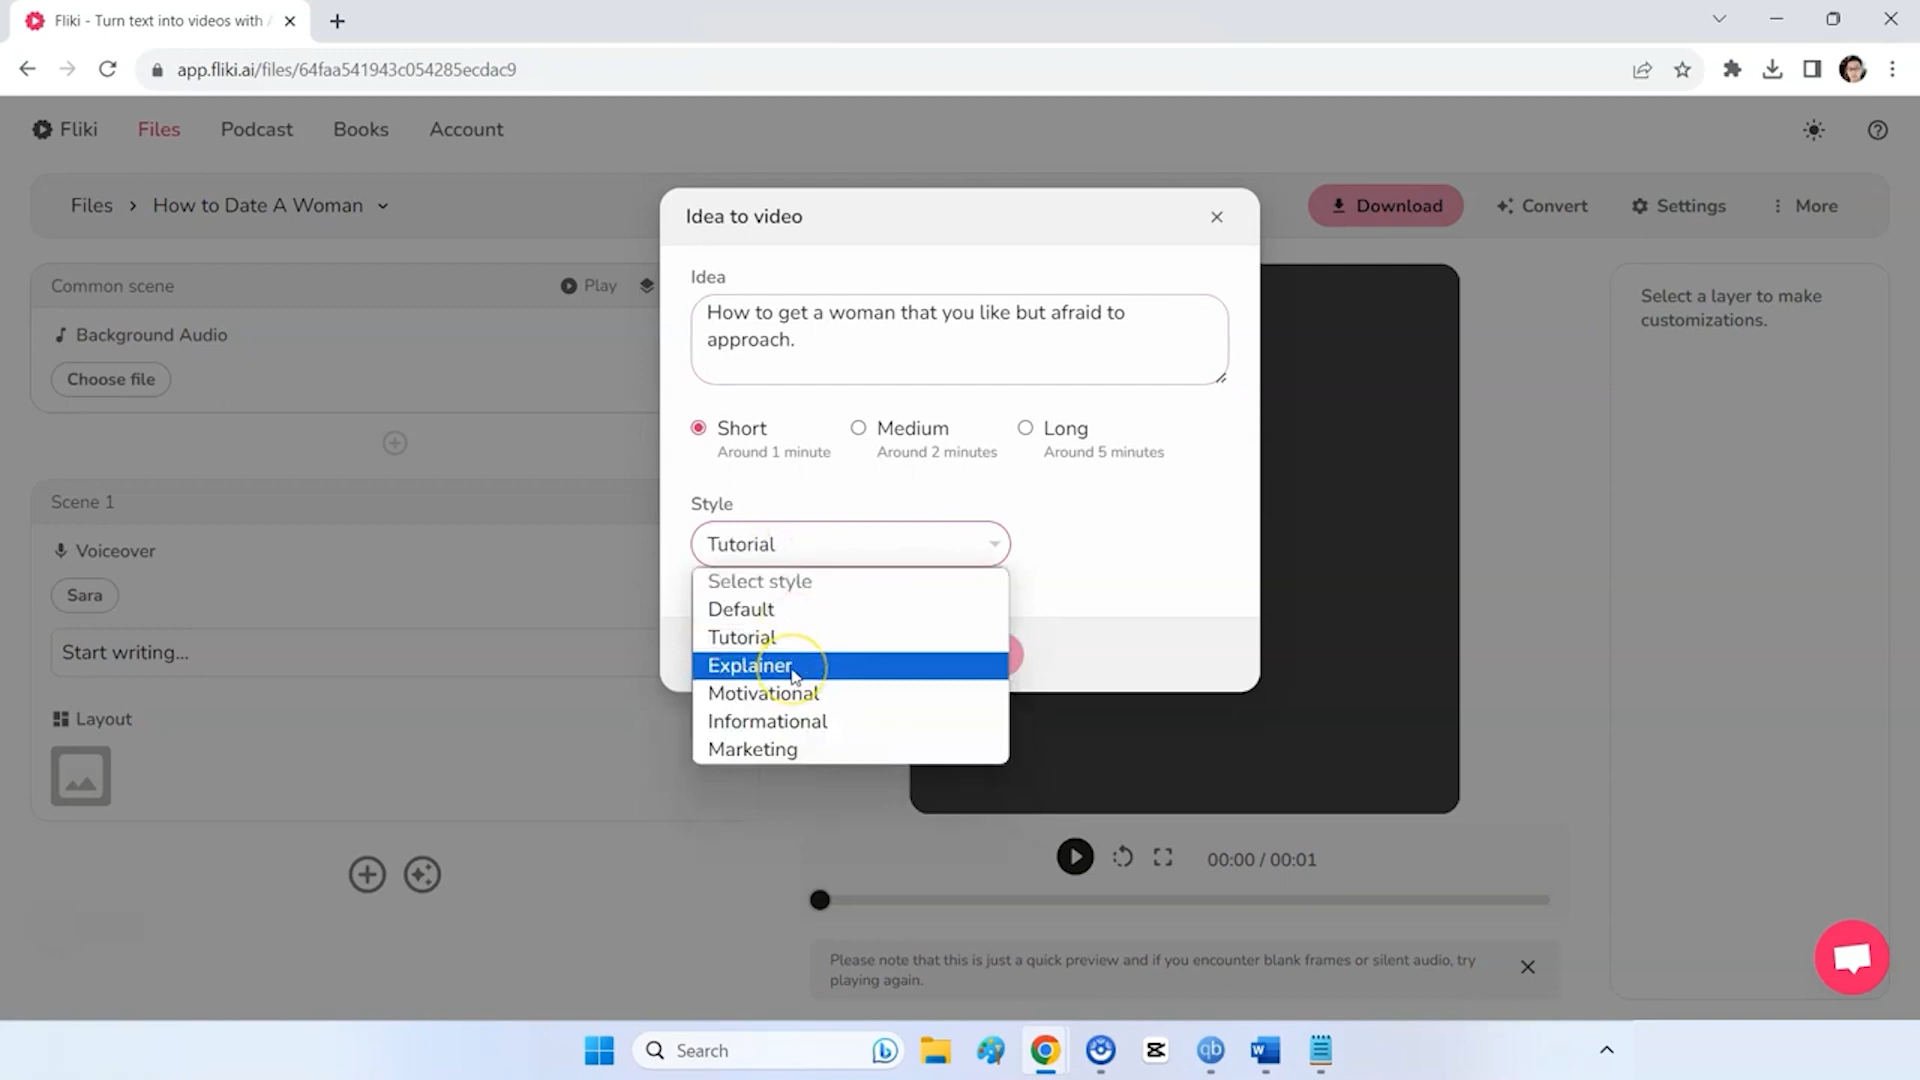 Fliki - Turn text into videos with
app.fliki.ai/files/64faa541943c054285ecdac9
Fliki
Files
Podcast
Books
Account
Files > How to Date A Woman
Download
Convert
Settings
More
Common scene
Play
Background Audio
Choose file
Scene 1
Voiceover
Sara
Start writing...
Layout
Idea to video
Idea
How to get a woman that you like but afraid to
approach.
Short
Around 1 minute
Medium
Around 2 minutes
Long
Around 5 minutes
Style
Tutorial
Select style
Default
Tutorial
Explainer
Motivational
Informational
Marketing
Select a layer to make
customizations.
00:00 / 00:01
Please note that this is just a quick preview and if you encounter blank frames or silent audio, try
playing again.
Search